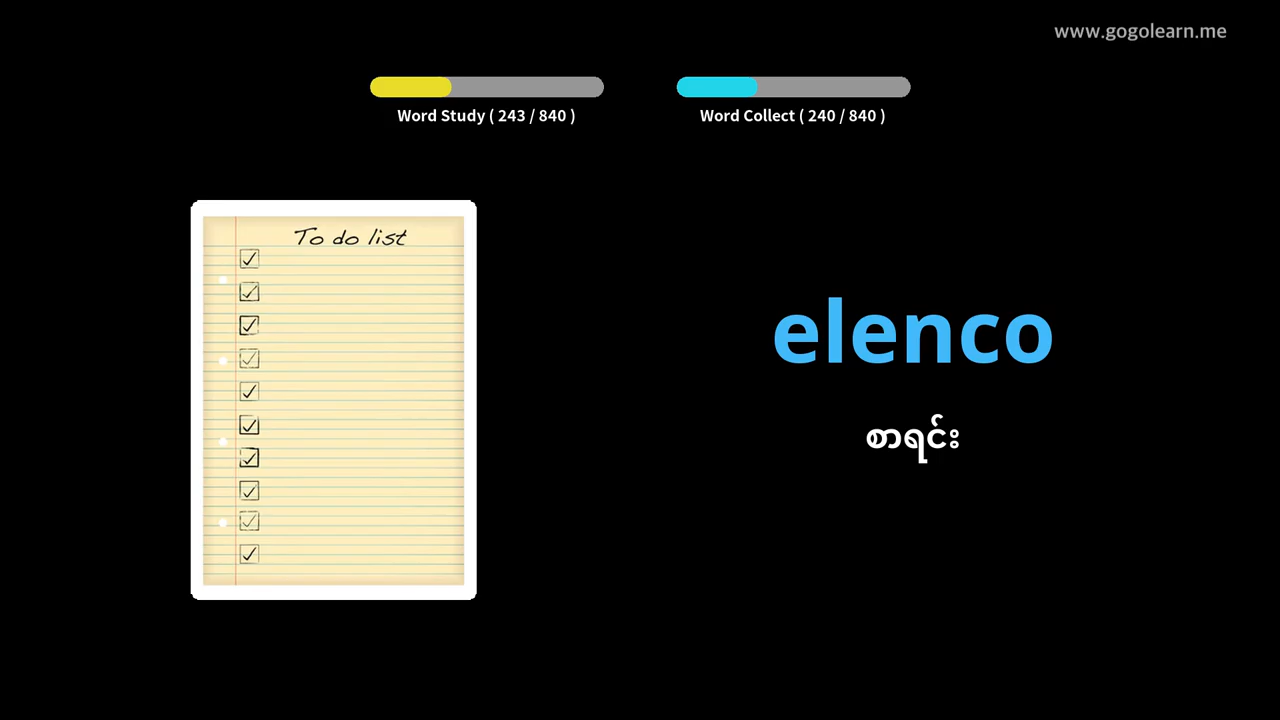 www.gogolearn.me
Word Study ( 243 / 840 )
Word Collect ( 240 / 840 )
To do list
elenco
စာရင်း